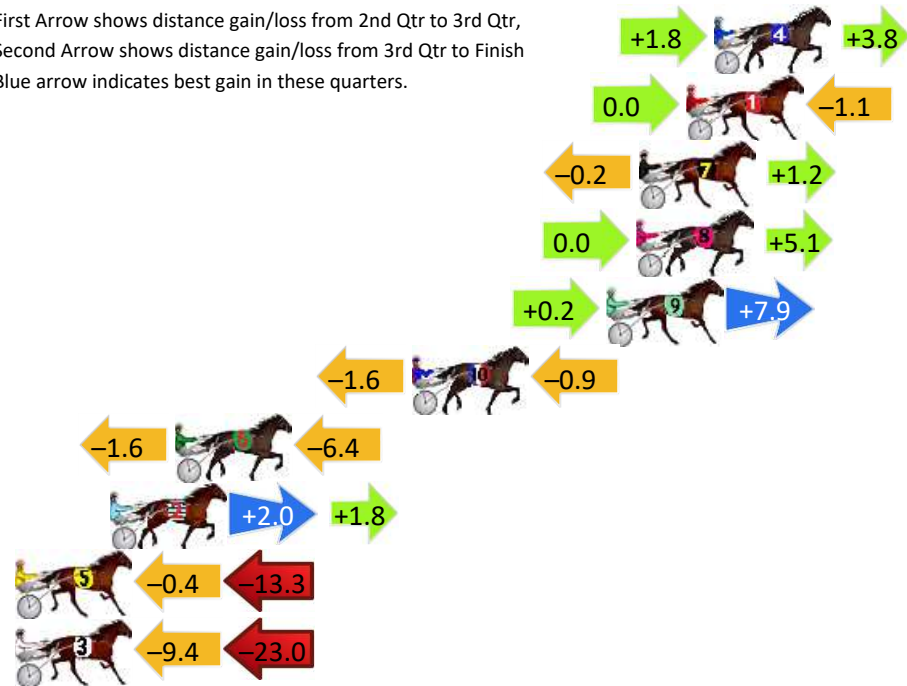 First Arrow shows distance gain/loss from 2nd Qtr to 3rd Qtr,
Second Arrow shows distance gain/loss from 3rd Qtr to Finish
Blue arrow indicates best gain in these quarters.
+1.8 4 +3.8
0.0 1 –1.1
–0.2 7 +1.2
0.0 8 +5.1
+0.2 9 +7.9
–1.6 10 –0.9
–1.6 6 –6.4
2 +2.0 +1.8
5 –0.4 –13.3
3 –9.4 –23.0